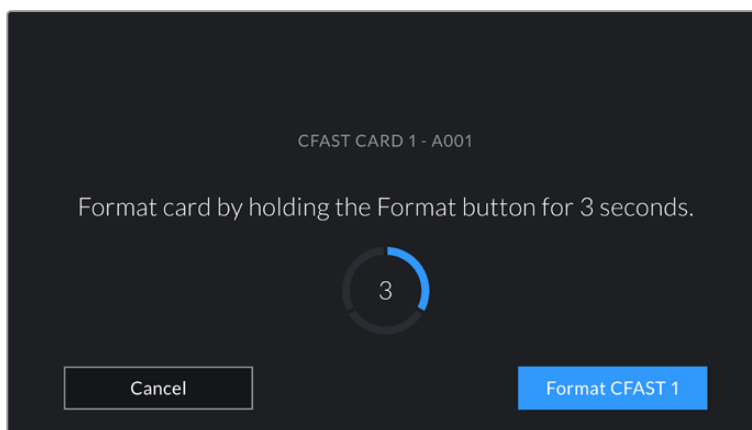 CFAST CARD 1 - A001
Format card by holding the Format button for 3 seconds.
3
Cancel
Format CFAST 1